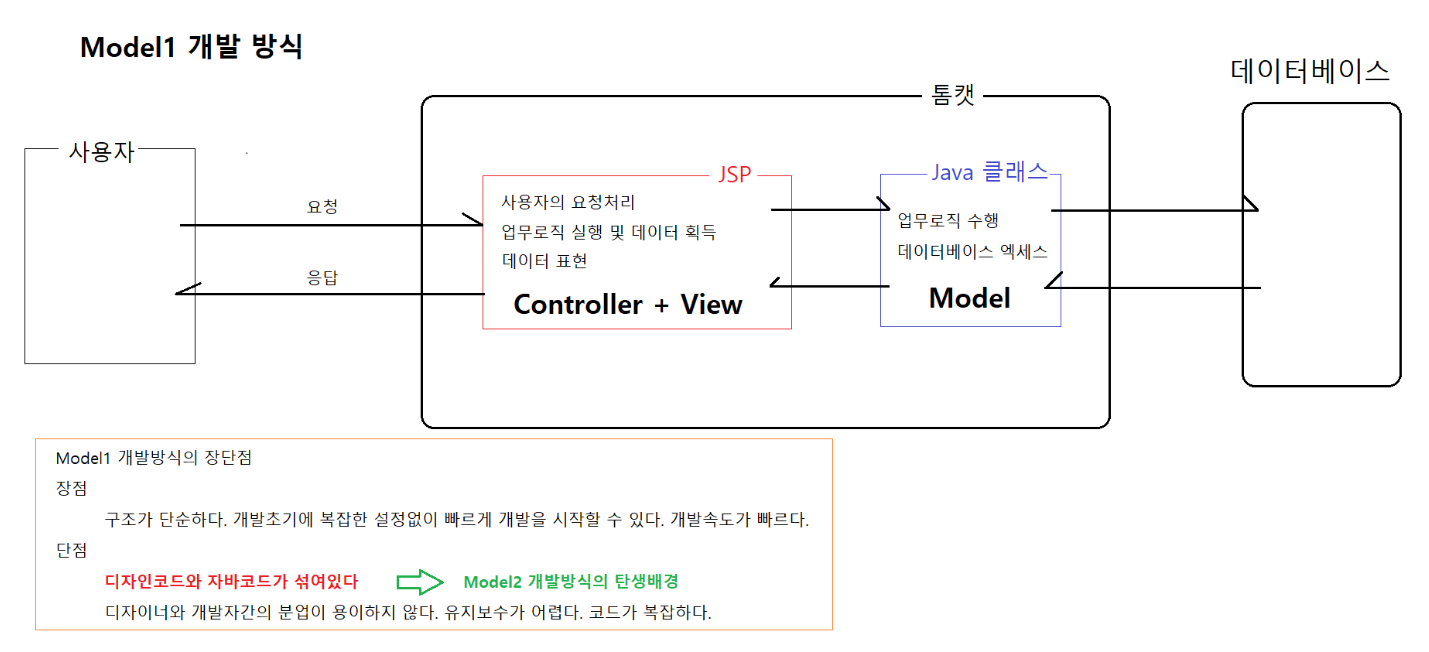 Model1 개발 방식
데이터베이스
톰캣
사용자
JSP
Java 클래스
요청
사용자의 요청처리
업무로직 실행 및 데이터 획득
데이터 표현
Controller + View
업무로직 수행
데이터베이스 엑세스
Model
응답
Model1 개발방식의 장단점
장점
구조가 단순하다. 개발초기에 복잡한 설정없이 빠르게 개발을 시작할 수 있다. 개발속도가 빠르다.
단점
디자인코드와 자바코드가 섞여있다
Model2 개발방식의 탄생배경
디자이너와 개발자간의 분업이 용이하지 않다. 유지보수가 어렵다. 코드가 복잡하다.